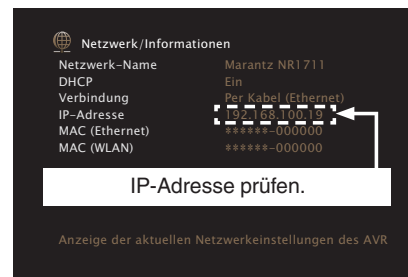 Netzwerk/Informationen
Netzwerk-Name Marantz NR1711
DHCP Ein
Verbindung Per Kabel (Ethernet)
IP-Adresse 192.168.100.19
MAC (Ethernet) ******-000000
MAC (WLAN) ******-000000
IP-Adresse prüfen.
Anzeige der aktuellen Netzwerkeinstellungen des AVR